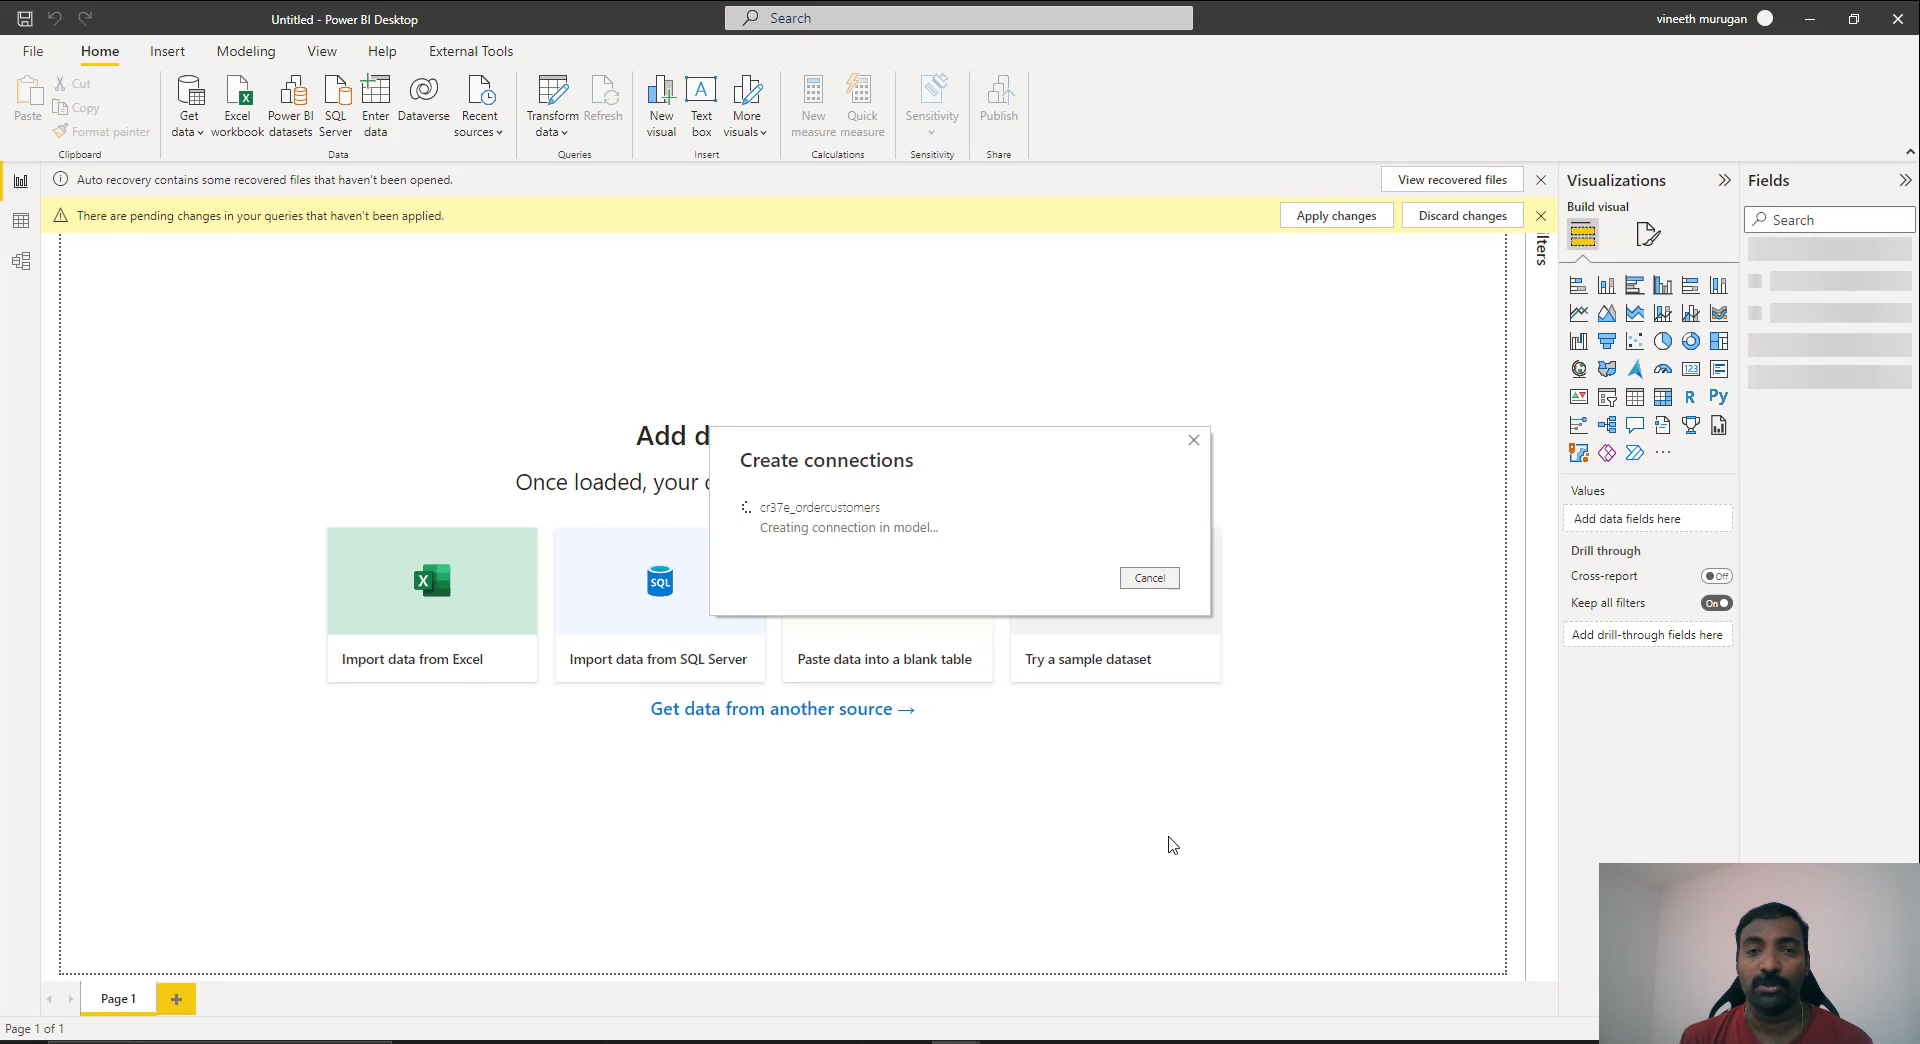 Untitled - Power BI Desktop
Search
vineeth murugan
File
Home
Insert
Modeling
View
Help
External Tools
Paste
Cut
Copy
Format painter
Clipboard
Get data
Excel workbook
Power BI datasets
SQL Server
Enter data
Dataverse
Recent sources
Data
Transform data
Refresh
Queries
New visual
Text box
More visuals
Insert
New measure
Quick measure
Calculations
Sensitivity
Sensitivity
Publish
Share
Auto recovery contains some recovered files that haven't been opened.
View recovered files
There are pending changes in your queries that haven't been applied.
Apply changes
Discard changes
Add d
Once loaded, your
Create connections
cr37e_ordercustomers
Creating connection in model...
Cancel
X
SQL
Import data from Excel
Import data from SQL Server
Paste data into a blank table
Try a sample dataset
Get data from another source →
lters
Visualizations
Build visual
123
R
Py
Values
Add data fields here
Drill through
Cross-report
Off
Keep all filters
On
Add drill-through fields here
Fields
Search
Page 1
Page 1 of 1